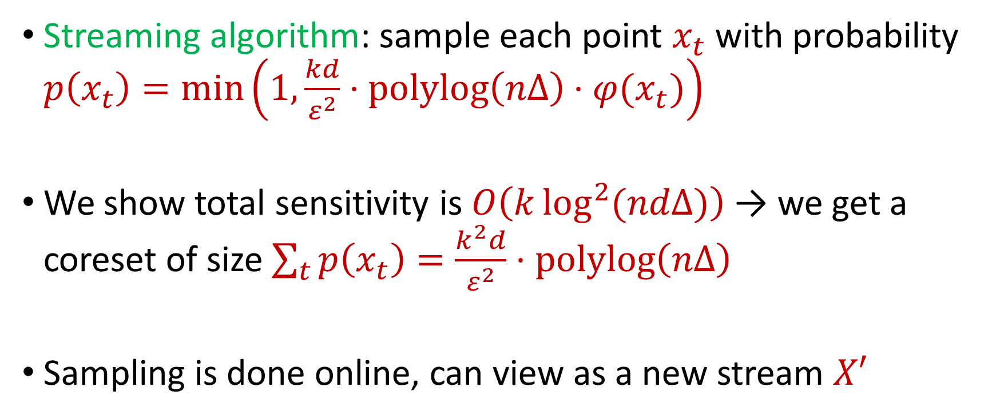 • Streaming algorithm: sample each point $x_t$ with probability
$p(x_t) = \min\left(1, \frac{kd}{\varepsilon^2} \cdot \text{polylog}(n\Delta) \cdot \varphi(x_t)\right)$
• We show total sensitivity is $O(k \log^2(nd\Delta))$ → we get a
coreset of size $\sum_t p(x_t) = \frac{k^2 d}{\varepsilon^2} \cdot \text{polylog}(n\Delta)$
• Sampling is done online, can view as a new stream $X'$